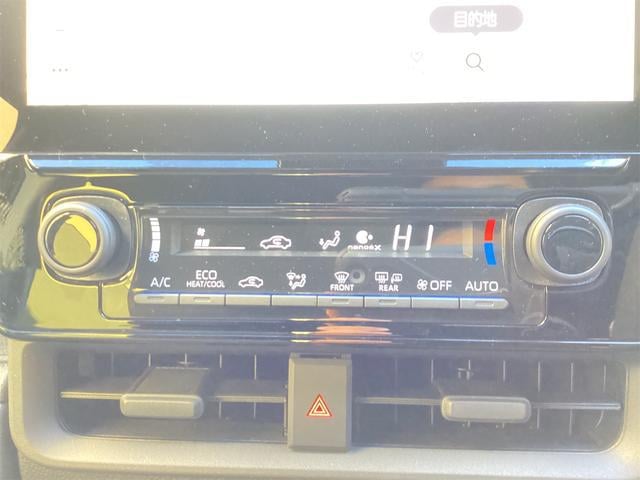 目的地
nanoeX
HI
A/C
ECO
HEAT/COOL
FRONT
REAR
OFF
AUTO